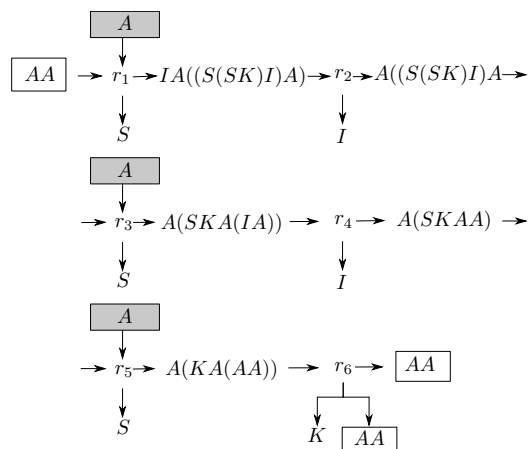 A
AA r₁ IA((S(SK)I)A) r₂ A((S(SK)I)A
S I
A
r₃ A(SKA(IA)) r₄ A(SKAA)
S I
A
r₅ A(KA(AA)) r₆ AA
S K AA